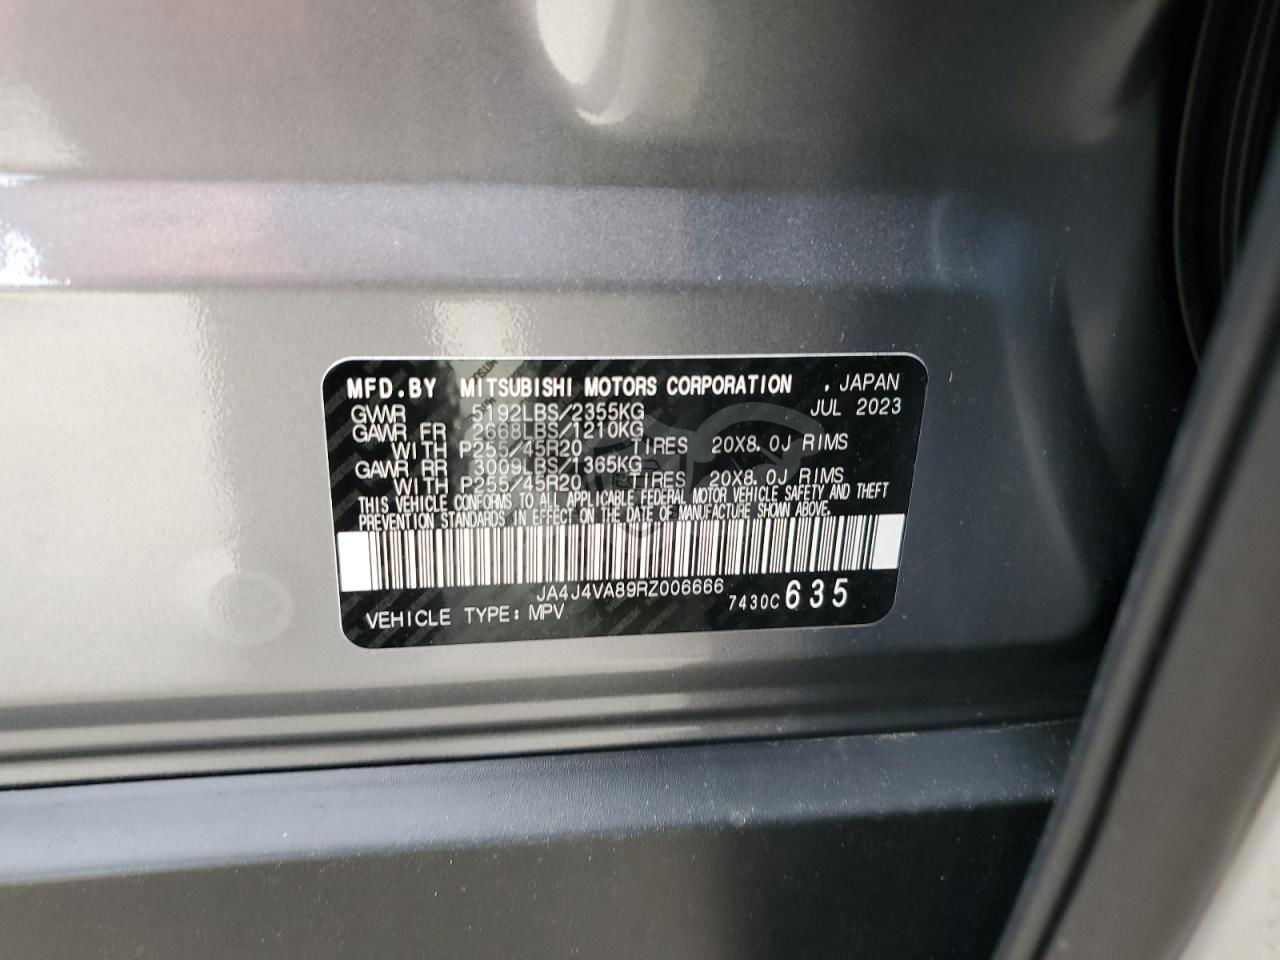 MFD.BY MITSUBISHI MOTORS CORPORATION , JAPAN
GVWR 5192LBS/2355KG JUL 2023
GAWR FR 2668LBS/1210KG
WITH P255/45R20 TIRES 20X8.0J RIMS
GAWR RR 3009LBS/1365KG
WITH P255/45R20 TIRES 20X8.0J RIMS
THIS VEHICLE CONFORMS TO ALL APPLICABLE FEDERAL MOTOR VEHICLE SAFETY AND THEFT
PREVENTION STANDARDS IN EFFECT ON THE DATE OF MANUFACTURE SHOWN ABOVE.
JA4J4VA89RZ006666
7430C 635
VEHICLE TYPE: MPV